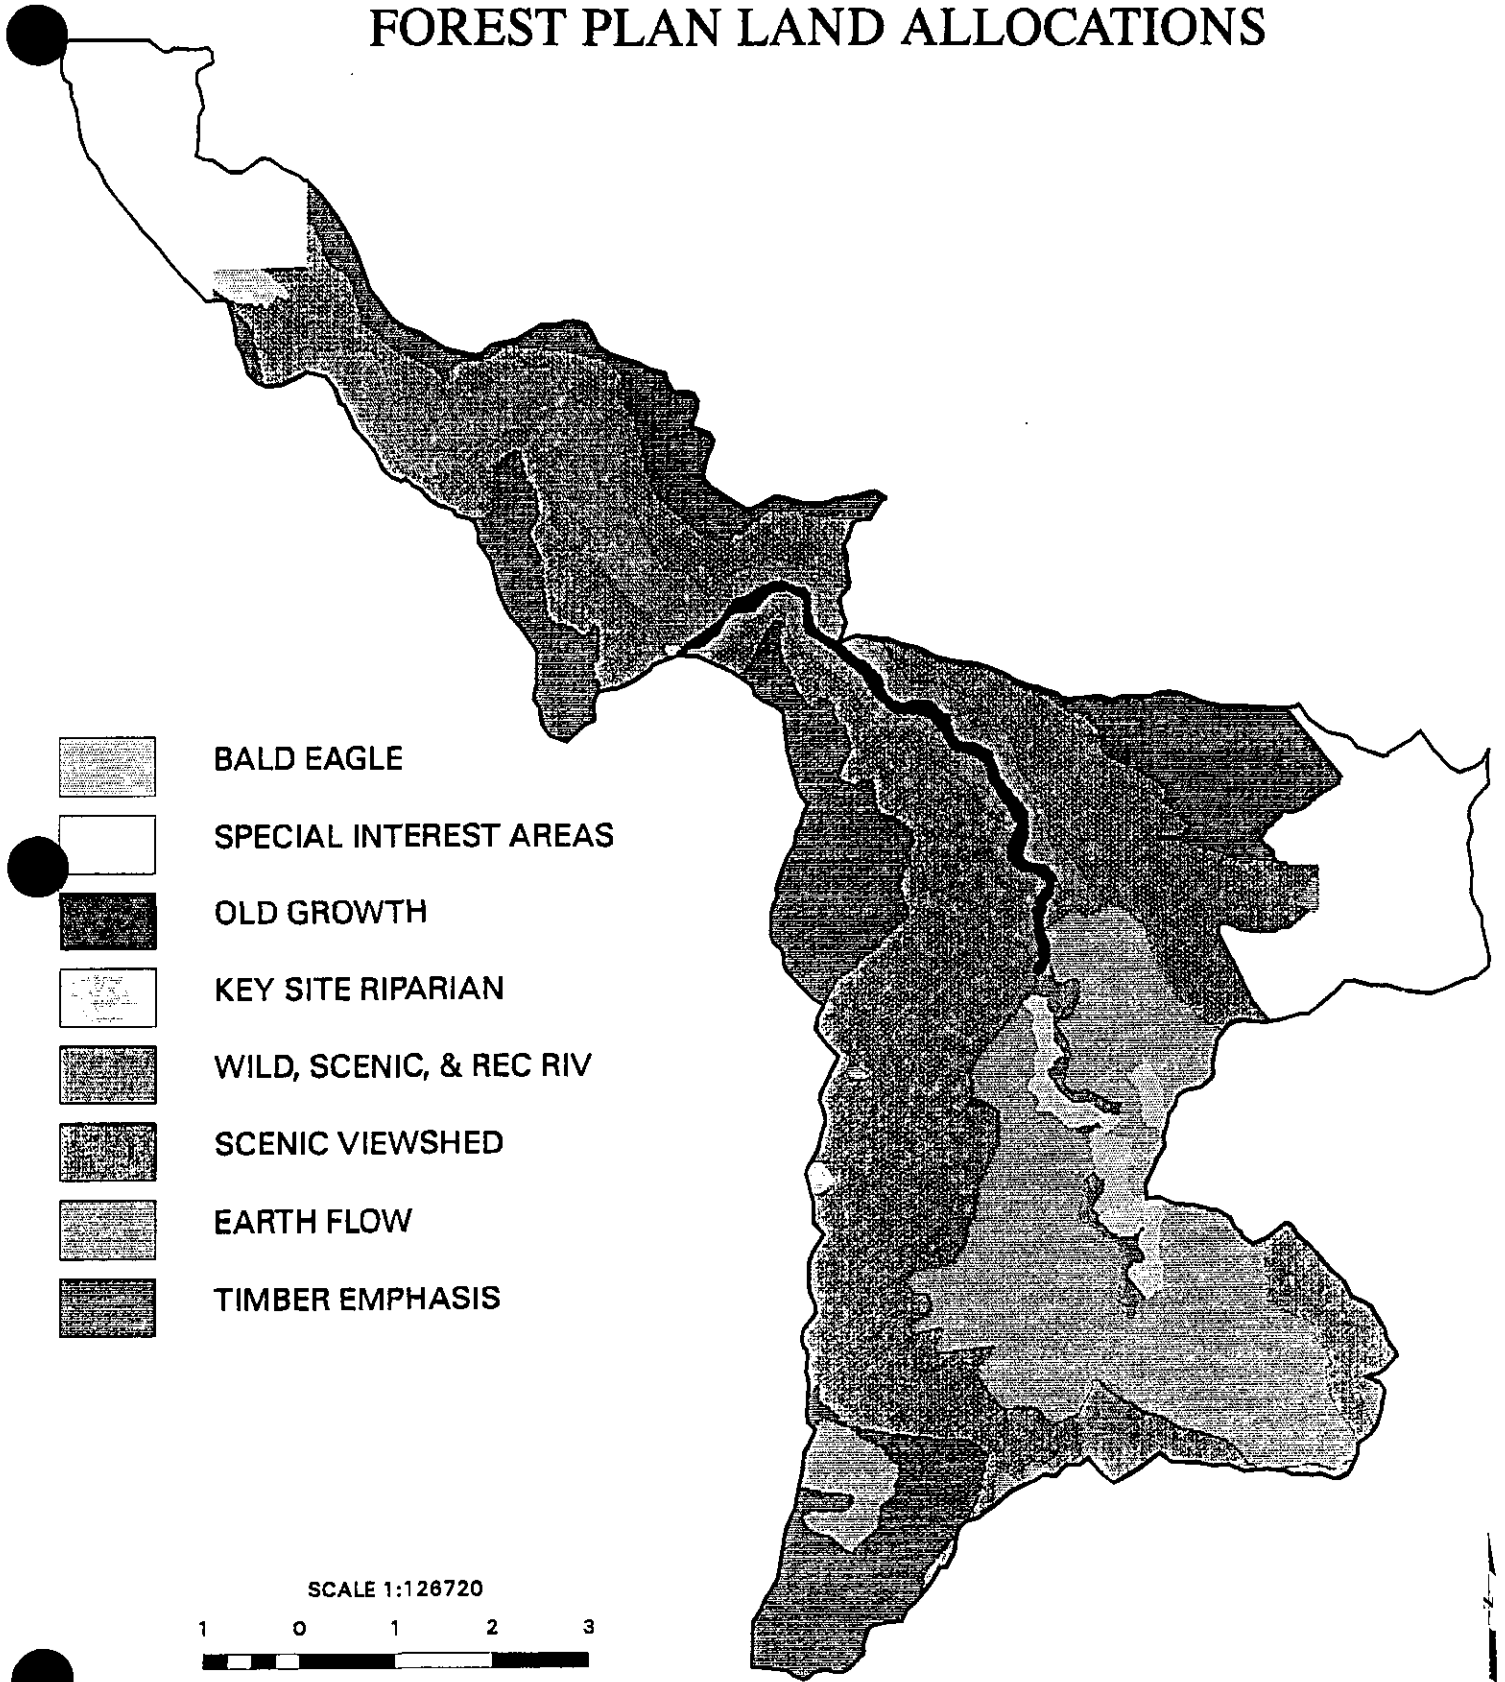 FOREST PLAN LAND ALLOCATIONS
BALD EAGLE
SPECIAL INTEREST AREAS
OLD GROWTH
KEY SITE RIPARIAN
WILD, SCENIC, & REC RIV
SCENIC VIEWSHED
EARTH FLOW
TIMBER EMPHASIS
SCALE 1:126720
1 0 1 2 3